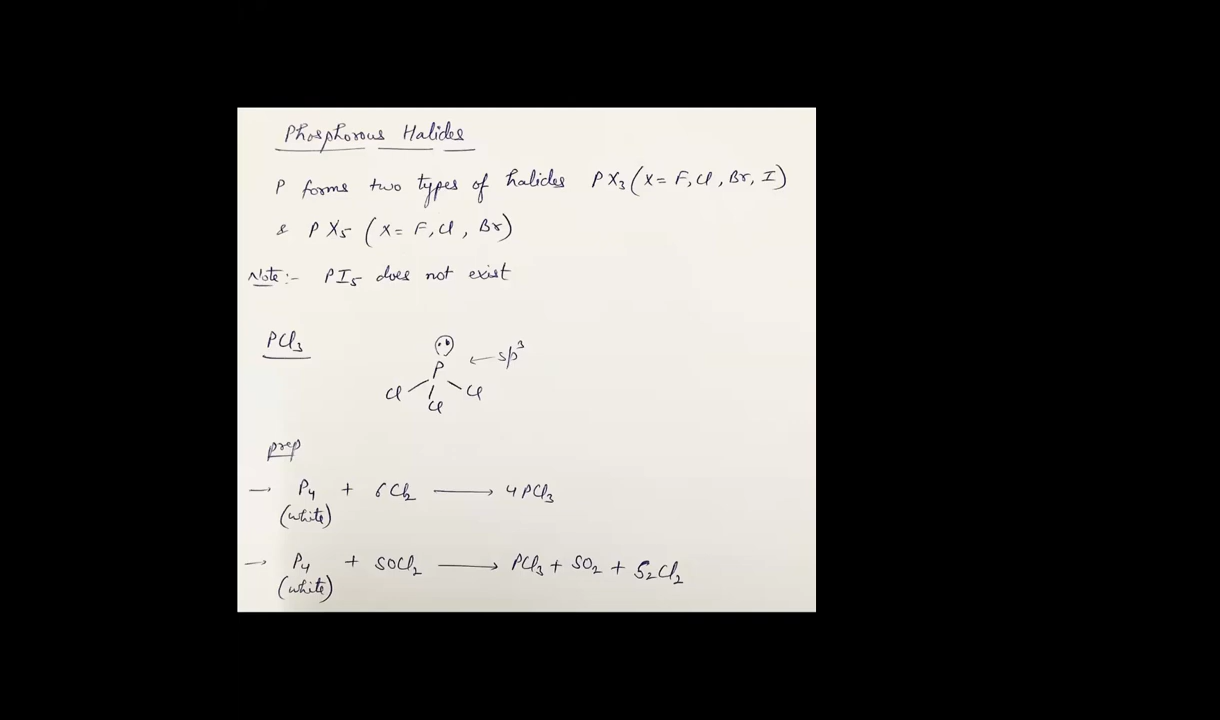 Phosphorous Halides
P forms two types of halides PX₃ (X = F, Cl, Br, I)
& PX₅ (X = F, Cl, Br)
Note:- PI₅ does not exist
PCl₃
P
← sp³
Cl Cl
Cl
prep
→ P₄ + 6Cl₂ ⟶ 4PCl₃
(white)
→ P₄ + SOCl₂ ⟶ PCl₃ + SO₂ + S₂Cl₂
(white)